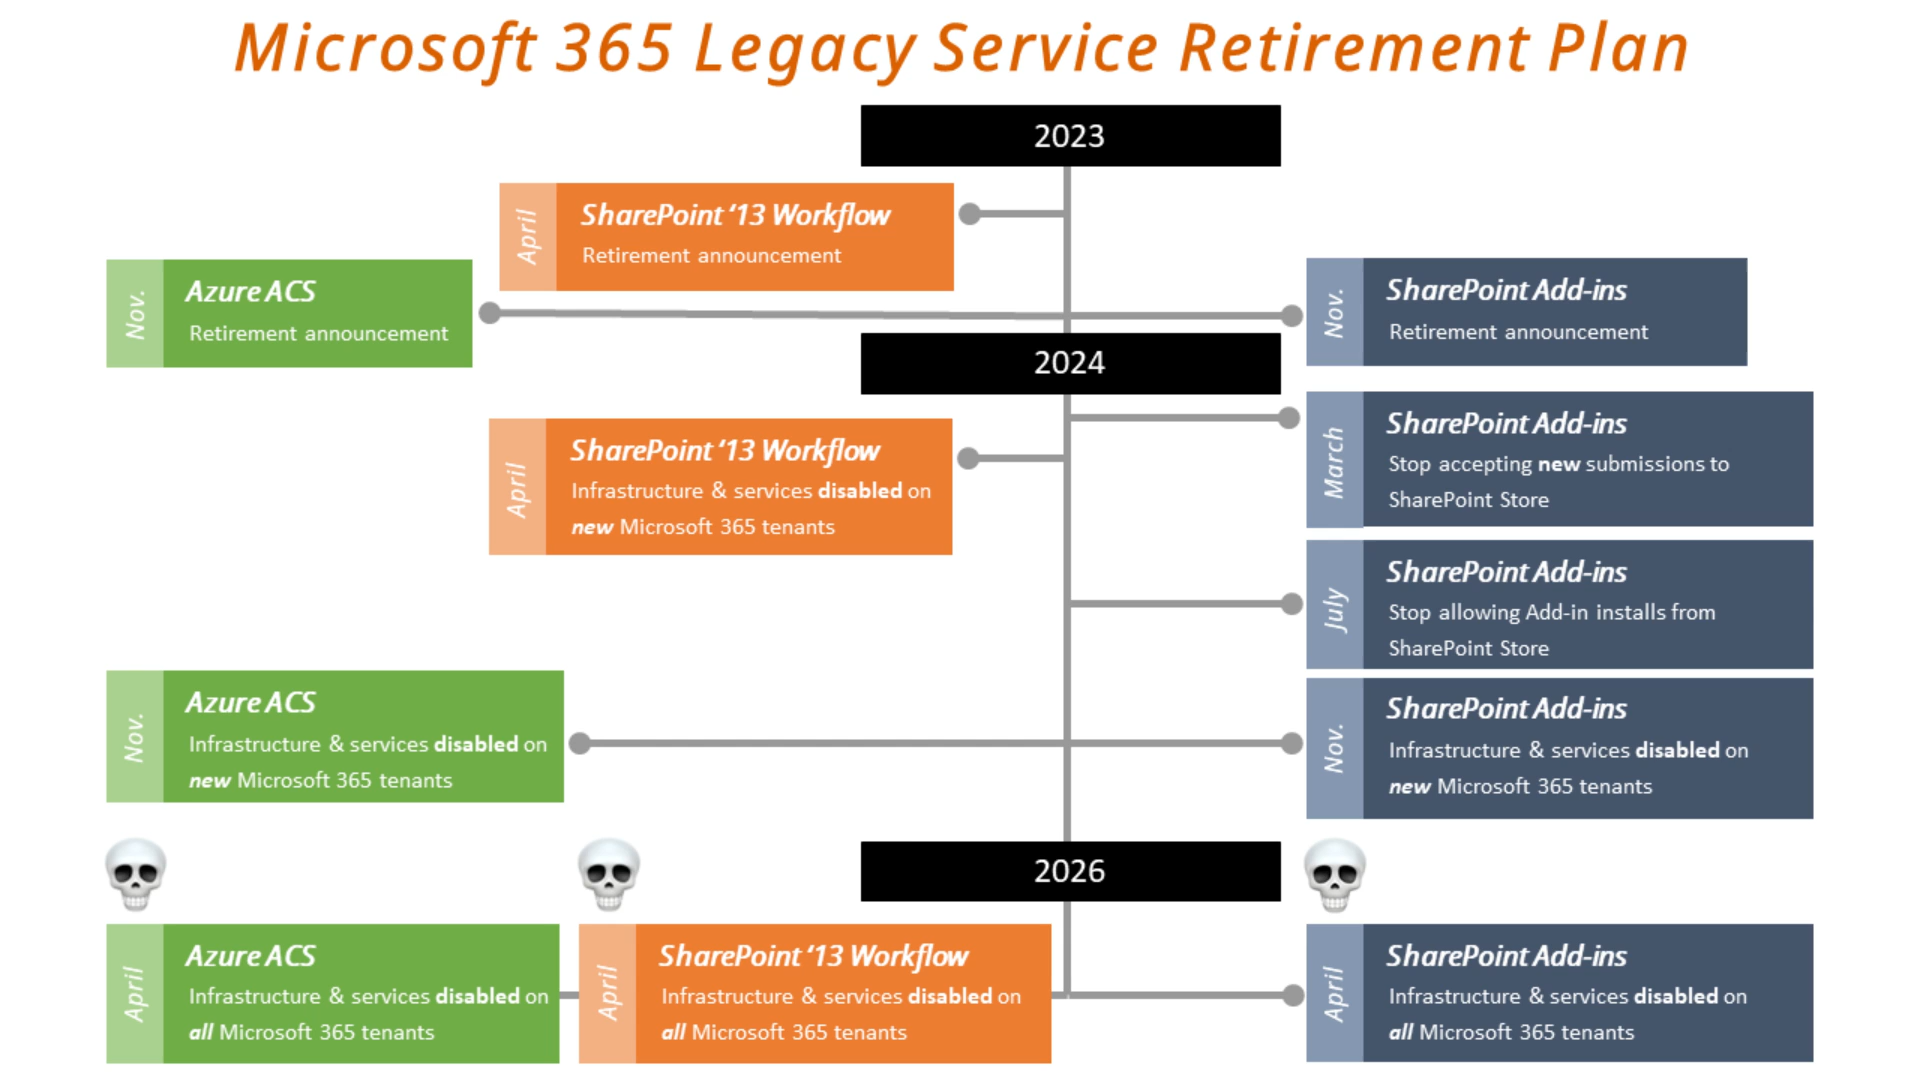 Microsoft 365 Legacy Service Retirement Plan
2023
April
SharePoint ‘13 Workflow
Retirement announcement
Nov.
Azure ACS
Retirement announcement
Nov.
SharePoint Add-ins
Retirement announcement
2024
March
SharePoint Add-ins
Stop accepting new submissions to
SharePoint Store
April
SharePoint ‘13 Workflow
Infrastructure & services disabled on
new Microsoft 365 tenants
July
SharePoint Add-ins
Stop allowing Add-in installs from
SharePoint Store
Nov.
Azure ACS
Infrastructure & services disabled on
new Microsoft 365 tenants
Nov.
SharePoint Add-ins
Infrastructure & services disabled on
new Microsoft 365 tenants
2026
April
Azure ACS
Infrastructure & services disabled on
all Microsoft 365 tenants
April
SharePoint ‘13 Workflow
Infrastructure & services disabled on
all Microsoft 365 tenants
April
SharePoint Add-ins
Infrastructure & services disabled on
all Microsoft 365 tenants